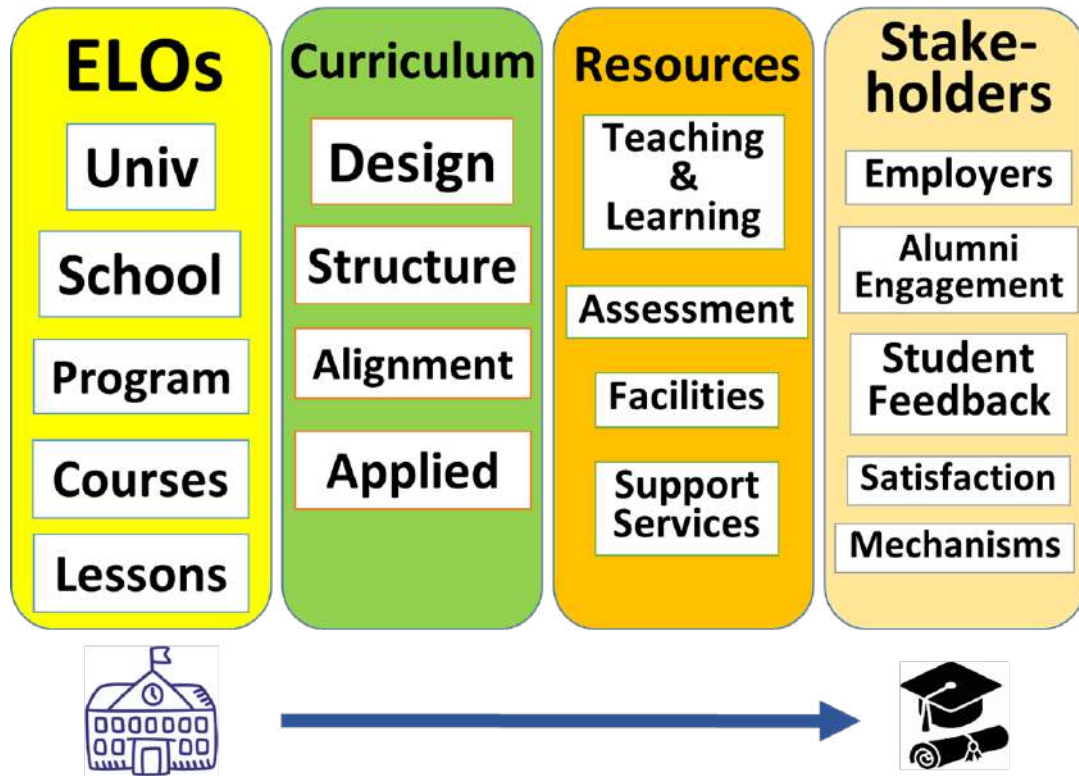 ELOs
Univ
School
Program
Courses
Lessons
Curriculum
Design
Structure
Alignment
Applied
Resources
Teaching
&
Learning
Assessment
Facilities
Support
Services
Stake-
holders
Employers
Alumni
Engagement
Student
Feedback
Satisfaction
Mechanisms